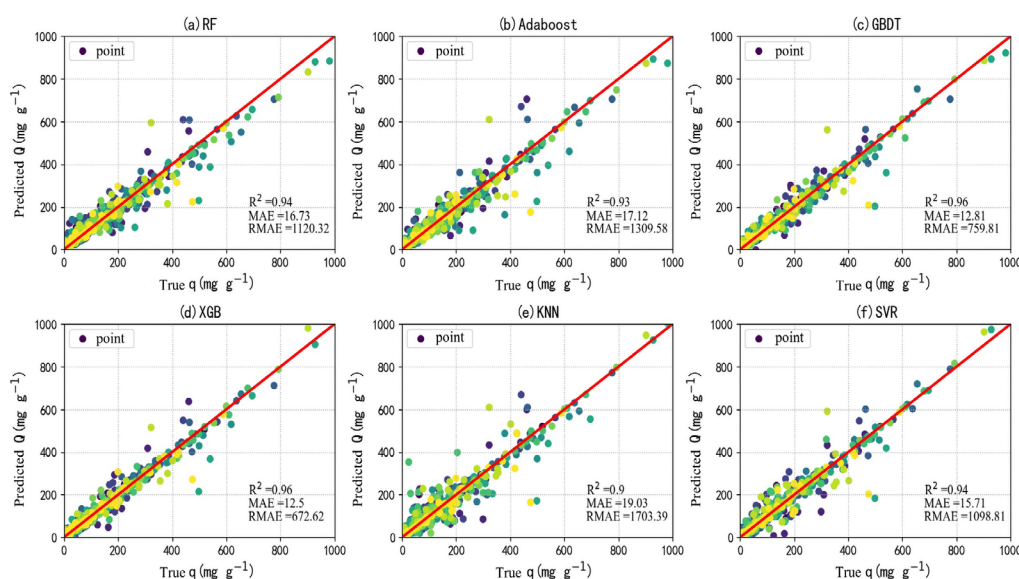 (a) RF
(b) Adaboost
(c) GBDT
1000
800
600
400
200
0
Predicted Q(mg g⁻¹)
point
R² =0.94
MAE =16.73
RMAE =1120.32
0 200 400 600 800 1000
True q(mg g⁻¹)
1000
800
600
400
200
0
Predicted Q(mg g⁻¹)
point
R² =0.93
MAE =17.12
RMAE =1309.58
0 200 400 600 800 1000
True q(mg g⁻¹)
1000
800
600
400
200
0
Predicted Q(mg g⁻¹)
point
R² =0.96
MAE =12.81
RMAE =759.81
0 200 400 600 800 1000
True q(mg g⁻¹)
(d) XGB
(e) KNN
(f) SVR
1000
800
600
400
200
0
Predicted Q(mg g⁻¹)
point
R² =0.96
MAE =12.5
RMAE =672.62
0 200 400 600 800 1000
True q(mg g⁻¹)
1000
800
600
400
200
0
Predicted Q(mg g⁻¹)
point
R² =0.9
MAE =19.03
RMAE =1703.39
0 200 400 600 800 1000
True q(mg g⁻¹)
1000
800
600
400
200
0
Predicted Q(mg g⁻¹)
point
R² =0.94
MAE =15.71
RMAE =1098.81
0 200 400 600 800 1000
True q(mg g⁻¹)